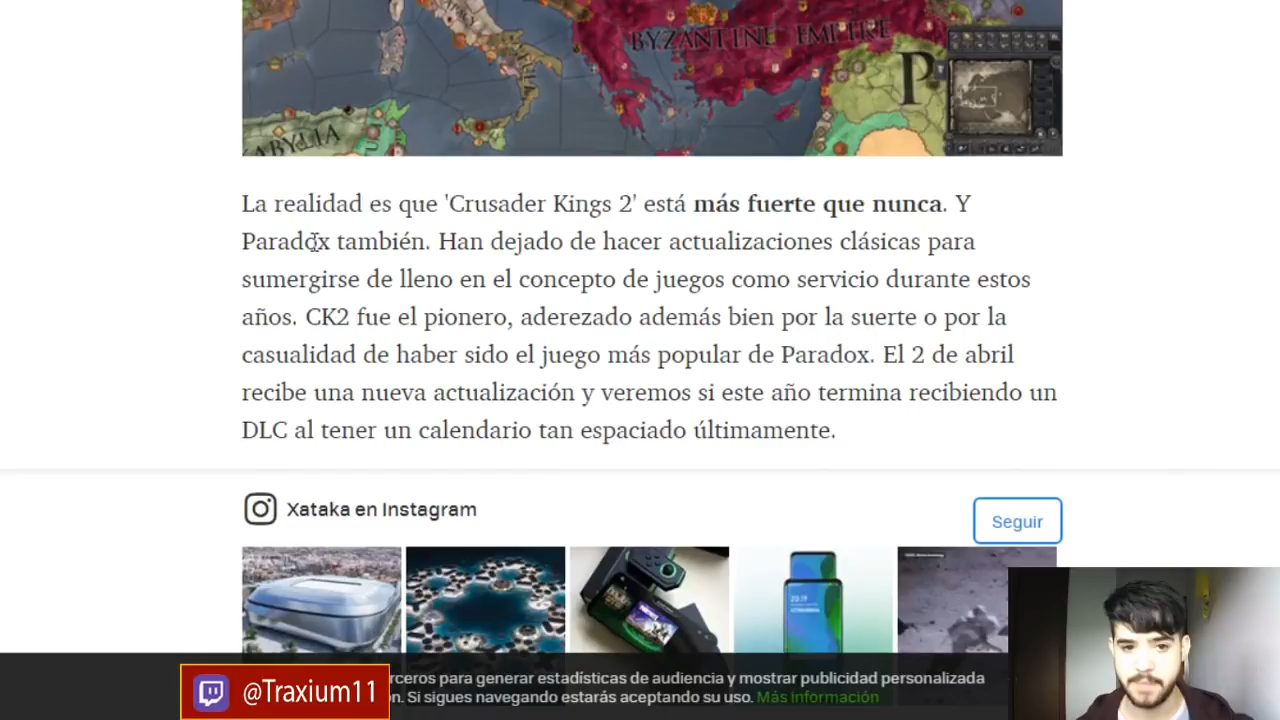 BYZANTINE EMPIRE
P
ABYLIA
La realidad es que 'Crusader Kings 2' está más fuerte que nunca. Y
Paradox también. Han dejado de hacer actualizaciones clásicas para
sumergirse de lleno en el concepto de juegos como servicio durante estos
años. CK2 fue el pionero, aderezado además bien por la suerte o por la
casualidad de haber sido el juego más popular de Paradox. El 2 de abril
recibe una nueva actualización y veremos si este año termina recibiendo un
DLC al tener un calendario tan espaciado últimamente.
Xataka en Instagram
Seguir
erceros para generar estadísticas de audiencia y mostrar publicidad personalizada
n. Si sigues navegando estarás aceptando su uso. Más información
@Traxium11